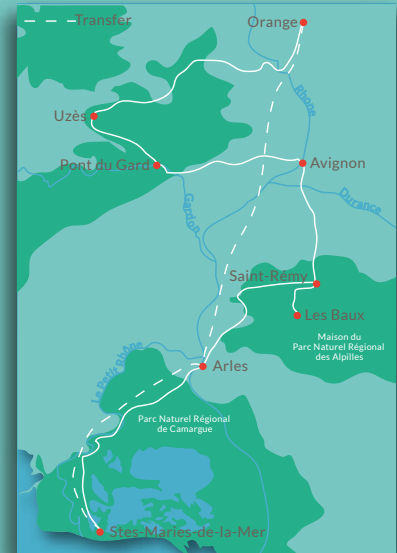 Transfer
Orange
Rhone
Uzès
Pont du Gard
Avignon
Gardon
Durance
Saint-Rémy
Les Baux
Maison du
Parc Naturel Régional
des Alpilles
Le Petit Rhône
Arles
Parc Naturel Régional
de Camargue
Stes-Maries-de-la-Mer